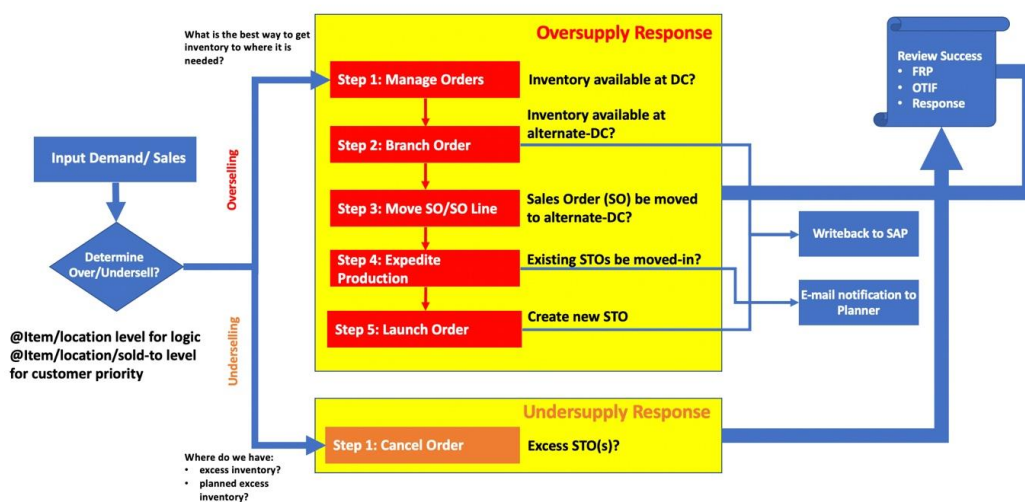 What is the best way to get
inventory to where it is
needed?
Oversupply Response
Step 1: Manage Orders
Inventory available at DC?
Inventory available at
alternate-DC?
Step 2: Branch Order
Step 3: Move SO/SO Line
Sales Order (SO) be moved
to alternate-DC?
Step 4: Expedite
Production
Existing STOs be moved-in?
Step 5: Launch Order
Create new STO
Review Success
• FRP
• OTIF
• Response
Input Demand/ Sales
Determine
Over/Undersell?
Overselling
Underselling
@Item/location level for logic
@Item/location/sold-to level
for customer priority
Writeback to SAP
E-mail notification to
Planner
Undersupply Response
Step 1: Cancel Order
Excess STO(s)?
Where do we have:
• excess inventory?
• planned excess
inventory?